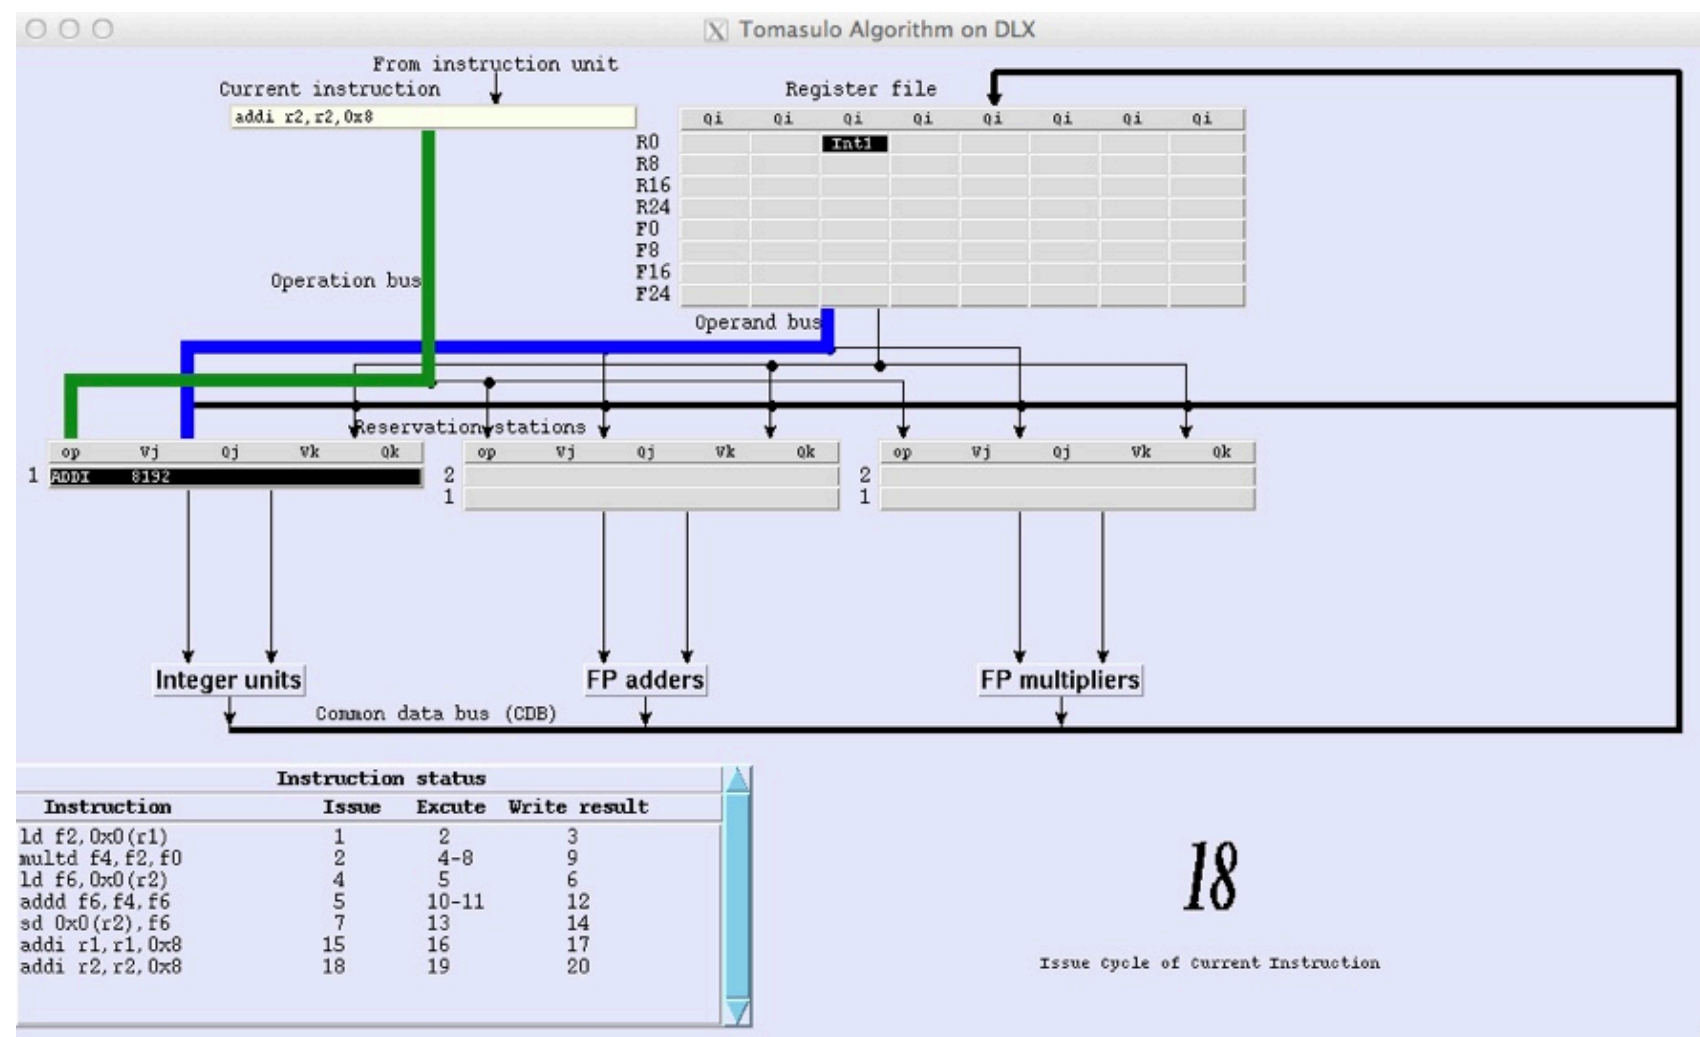 X Tomasulo Algorithm on DLX
From instruction unit
Current instruction
addi r2,r2,0x8
Register file
Qi Qi Qi Qi Qi Qi Qi Qi
R0 Int1
R8
R16
R24
F0
F8
F16
F24
Operation bus
Operand bus
Reservation stations
op Vj Qj Vk Qk
1 ADDI 8192
op Vj Qj Vk Qk
2
1
op Vj Qj Vk Qk
2
1
Integer units
FP adders
FP multipliers
Common data bus (CDB)
Instruction status
Instruction Issue Excute Write result
ld f2,0x0(r1) 1 2 3
multd f4,f2,f0 2 4-8 9
ld f6,0x0(r2) 4 5 6
addd f6,f4,f6 5 10-11 12
sd 0x0(r2),f6 7 13 14
addi r1,r1,0x8 15 16 17
addi r2,r2,0x8 18 19 20
18
Issue Cycle of Current Instruction